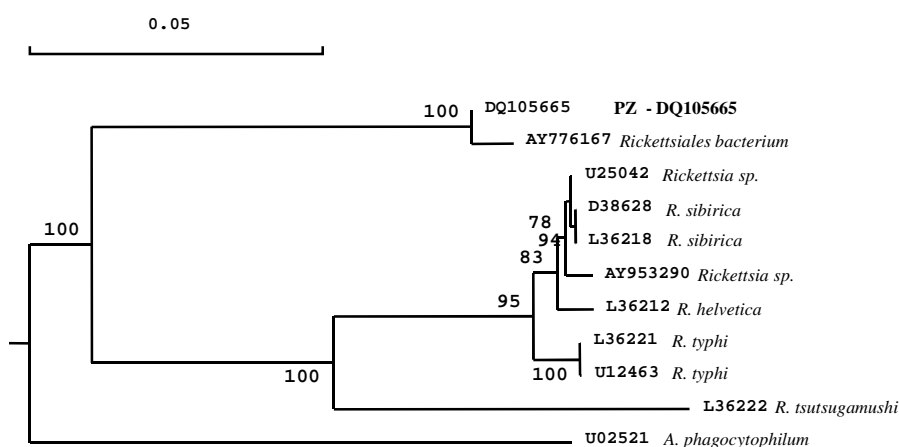 0.05
100 DQ105665 PZ - DQ105665
AY776167 Rickettsiales bacterium
U25042 Rickettsia sp.
D38628 R. sibirica
78
100 94 L36218 R. sibirica
83 AY953290 Rickettsia sp.
95 L36212 R. helvetica
L36221 R. typhi
100 100 U12463 R. typhi
L36222 R. tsutsugamushi
U02521 A. phagocytophilum